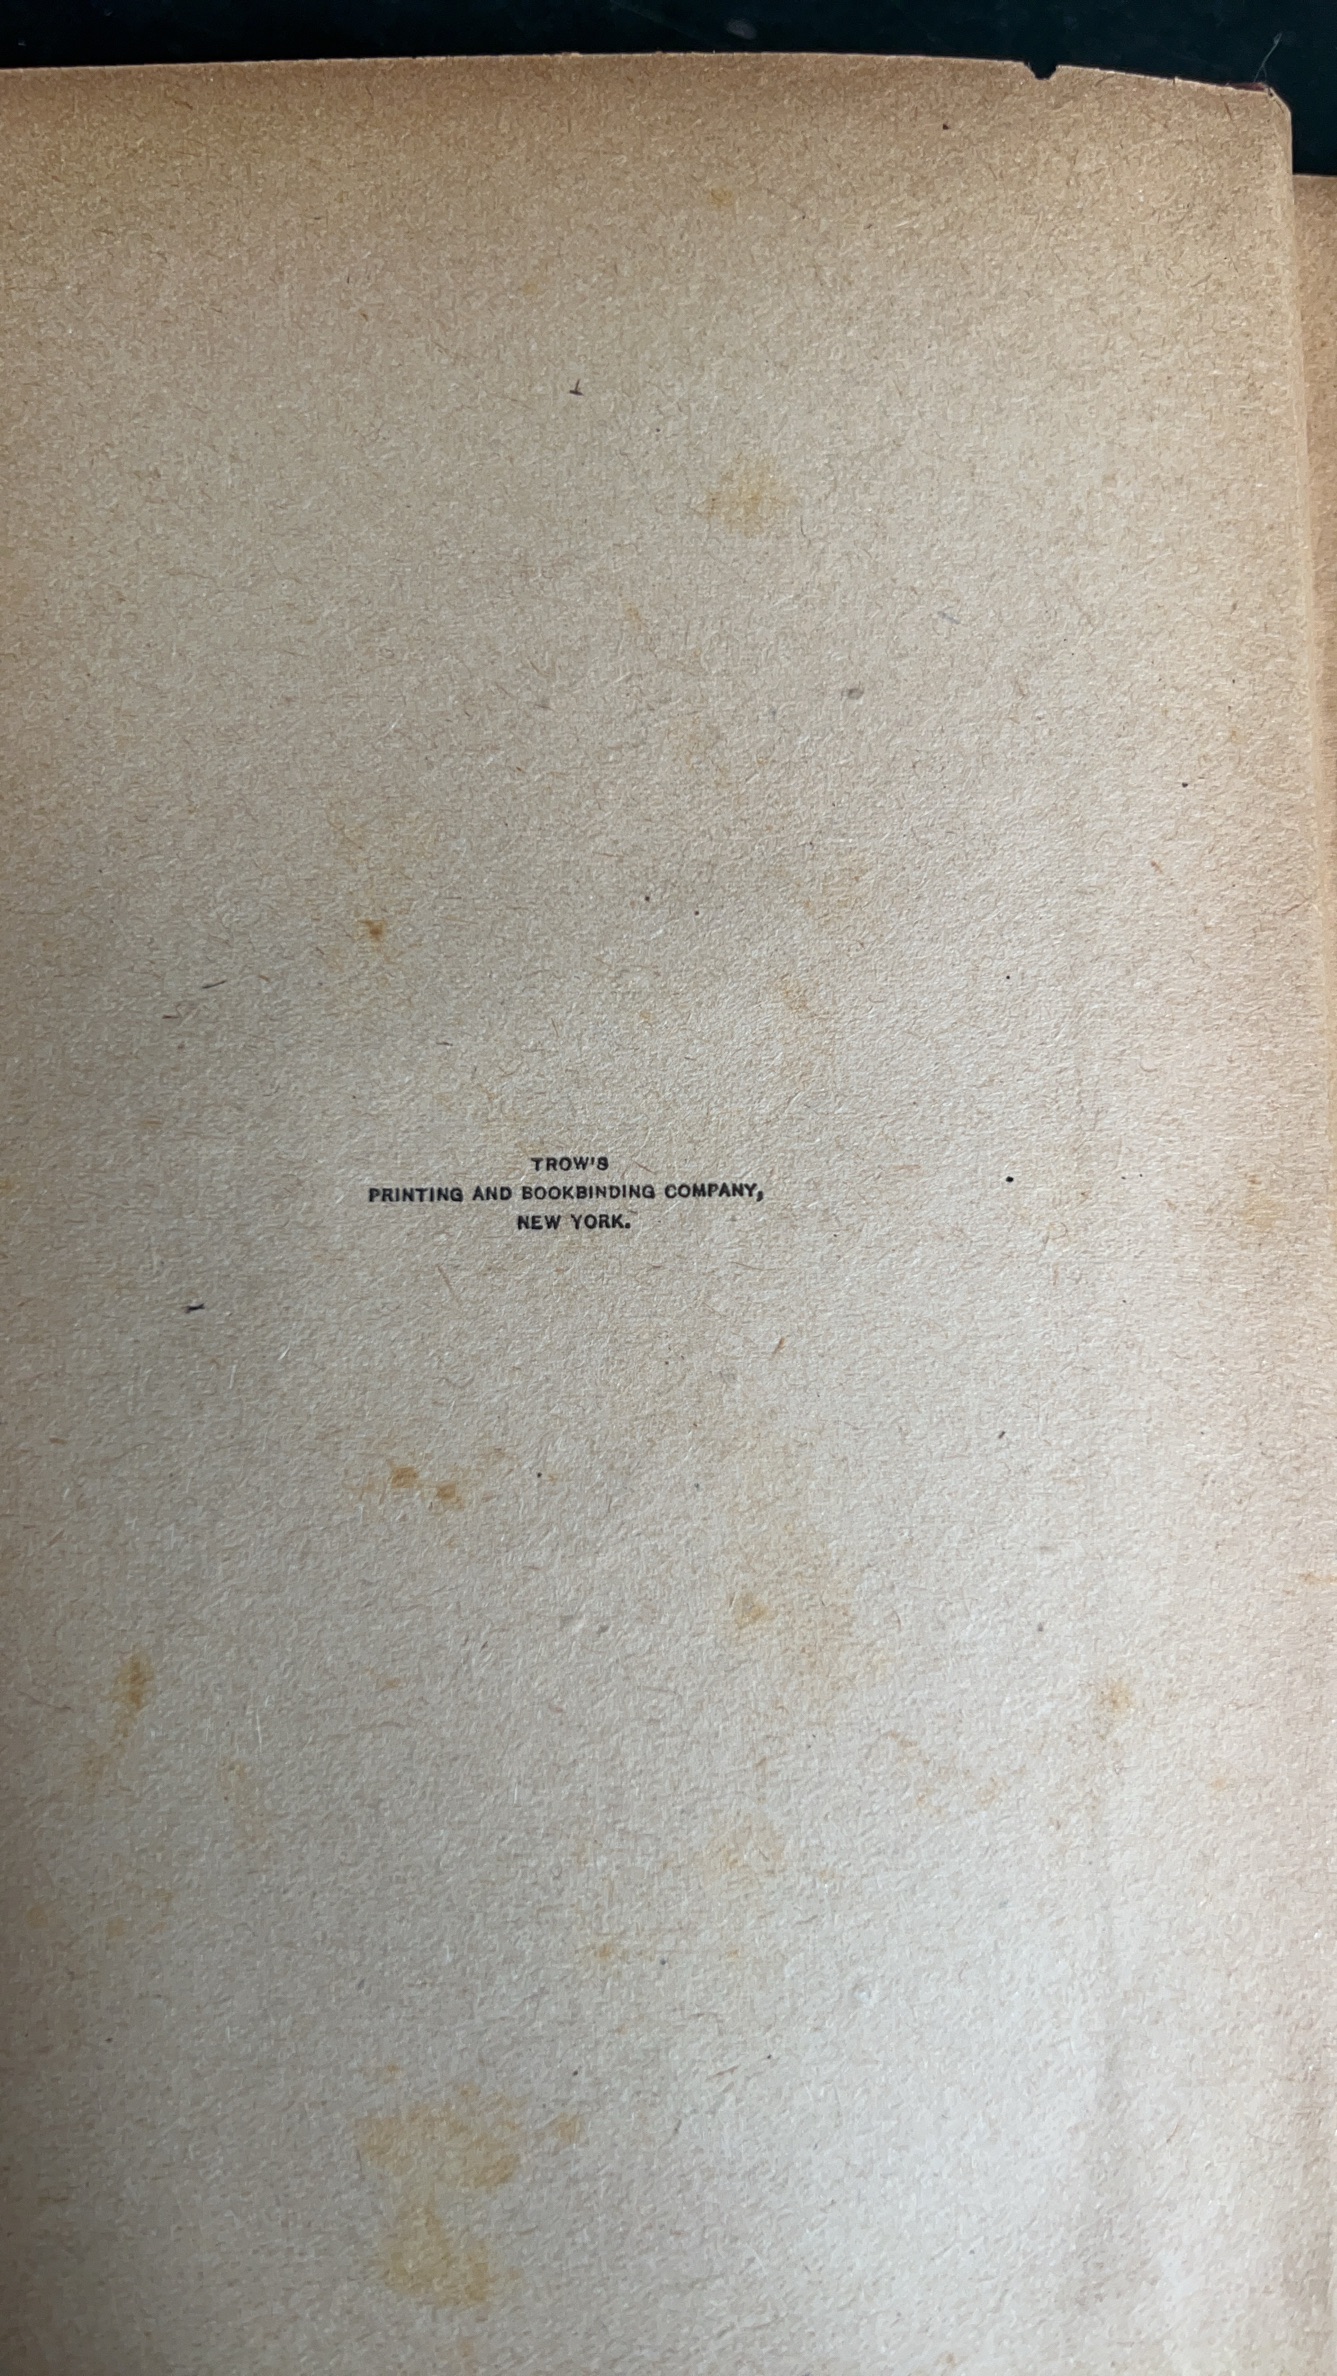 TROW'S
PRINTING AND BOOKBINDING COMPANY,
NEW YORK.